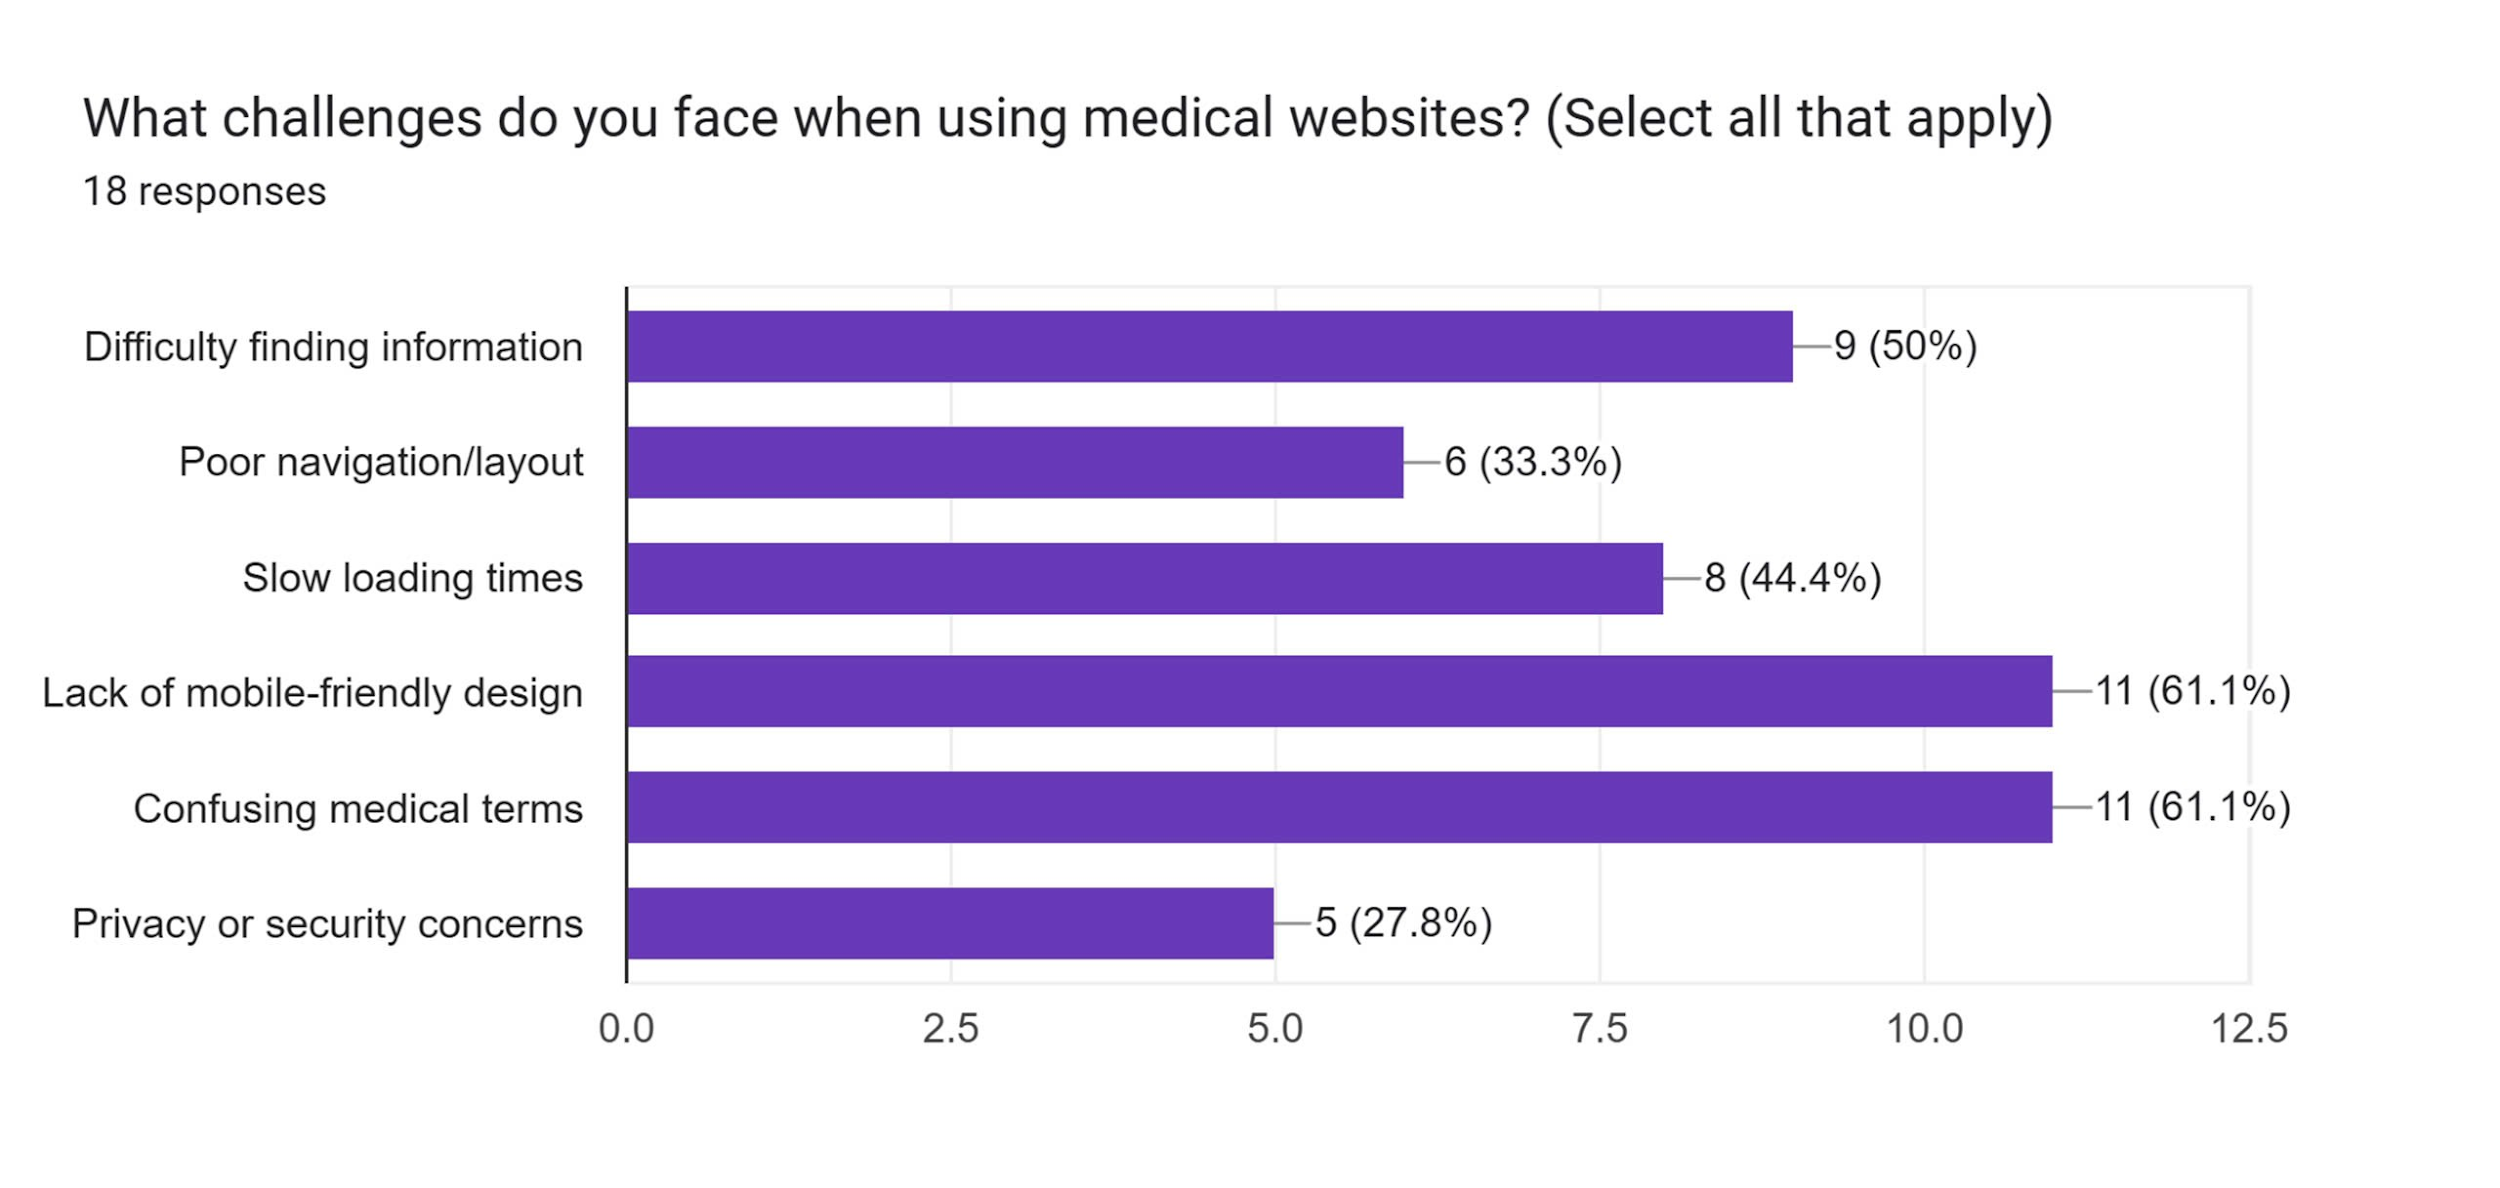 What challenges do you face when using medical websites? (Select all that apply)
18 responses
Difficulty finding information
9 (50%)
Poor navigation/layout
6 (33.3%)
Slow loading times
8 (44.4%)
Lack of mobile-friendly design
11 (61.1%)
Confusing medical terms
11 (61.1%)
Privacy or security concerns
5 (27.8%)
0.0 2.5 5.0 7.5 10.0 12.5